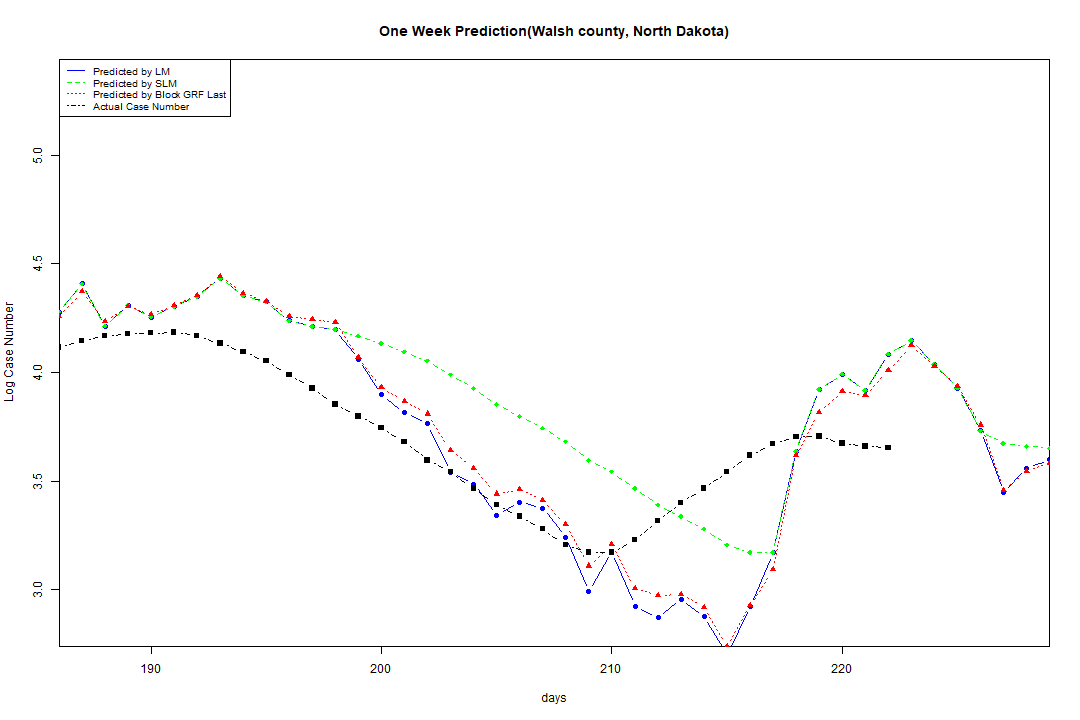 One Week Prediction(Walsh county, North Dakota)
Predicted by LM
Predicted by SLM
Predicted by Block GRF Last
Actual Case Number
5.0
4.5
4.0
3.5
3.0
Log Case Number
190 200 210 220
days